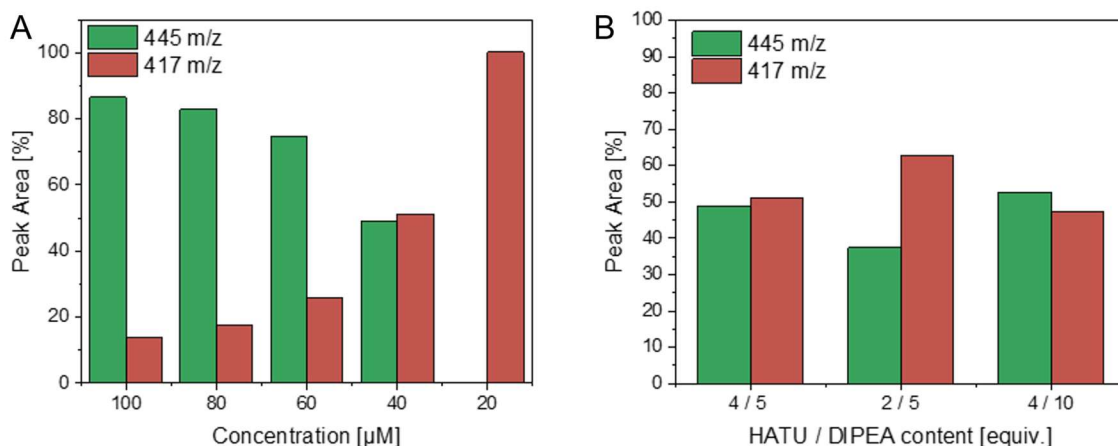 A
445 m/z
417 m/z
Peak Area [%]
100
80
60
40
20
0
100 80 60 40 20
Concentration [µM]
B
445 m/z
417 m/z
Peak Area [%]
100
90
80
70
60
50
40
30
20
10
0
4 / 5 2 / 5 4 / 10
HATU / DIPEA content [equiv.]